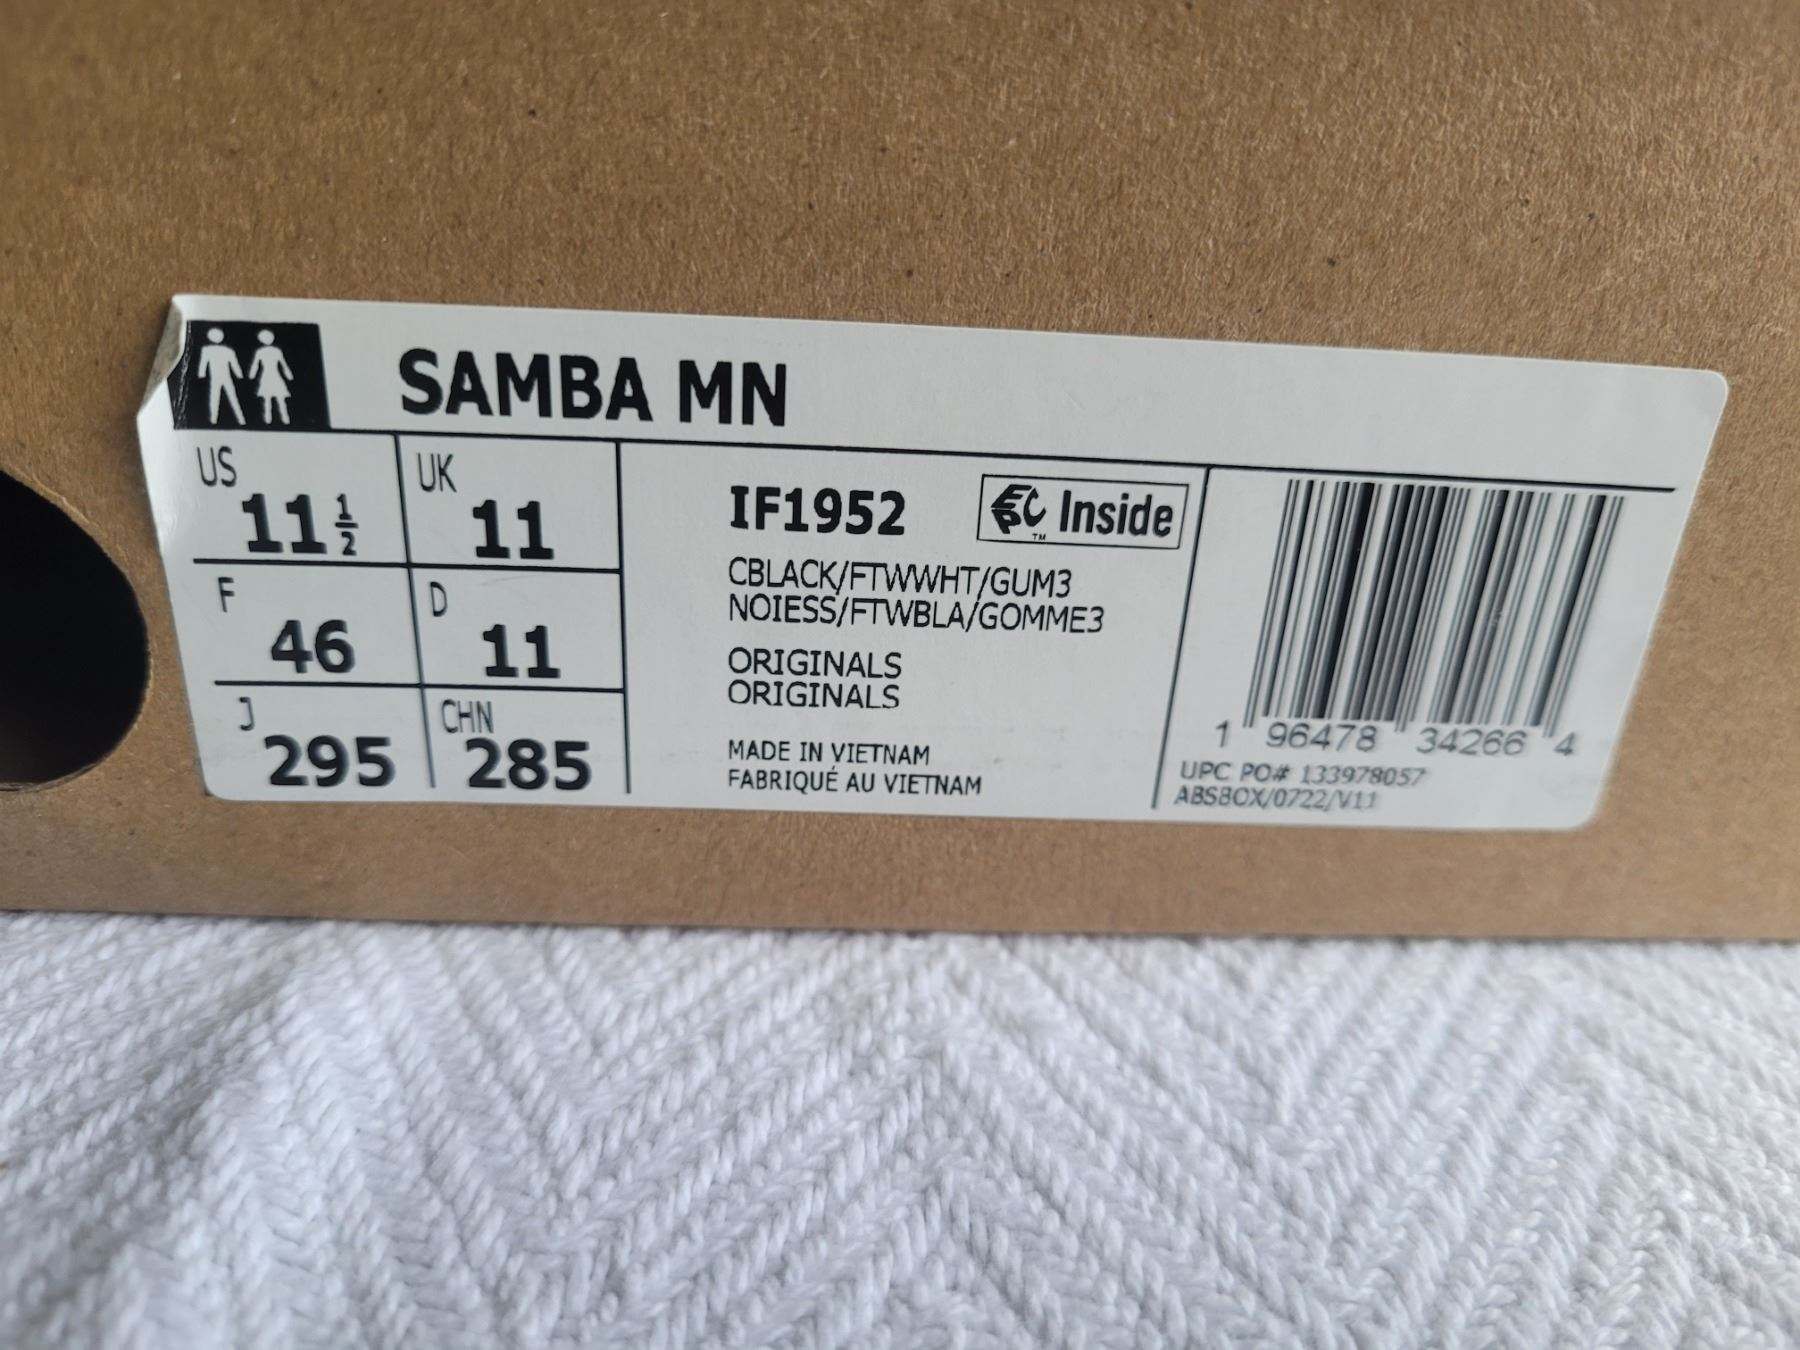 SAMBA MN
US
11 1/2
UK
11
F
46
D
11
J
295
CHN
285
IF1952
EPC Inside
TM
CBLACK/FTWWHT/GUM3
NOIESS/FTWBLA/GOMME3
ORIGINALS
ORIGINALS
MADE IN VIETNAM
FABRIQUÉ AU VIETNAM
1 96478 34266 4
UPC PO# 133978057
ABSBOX/0722/V11